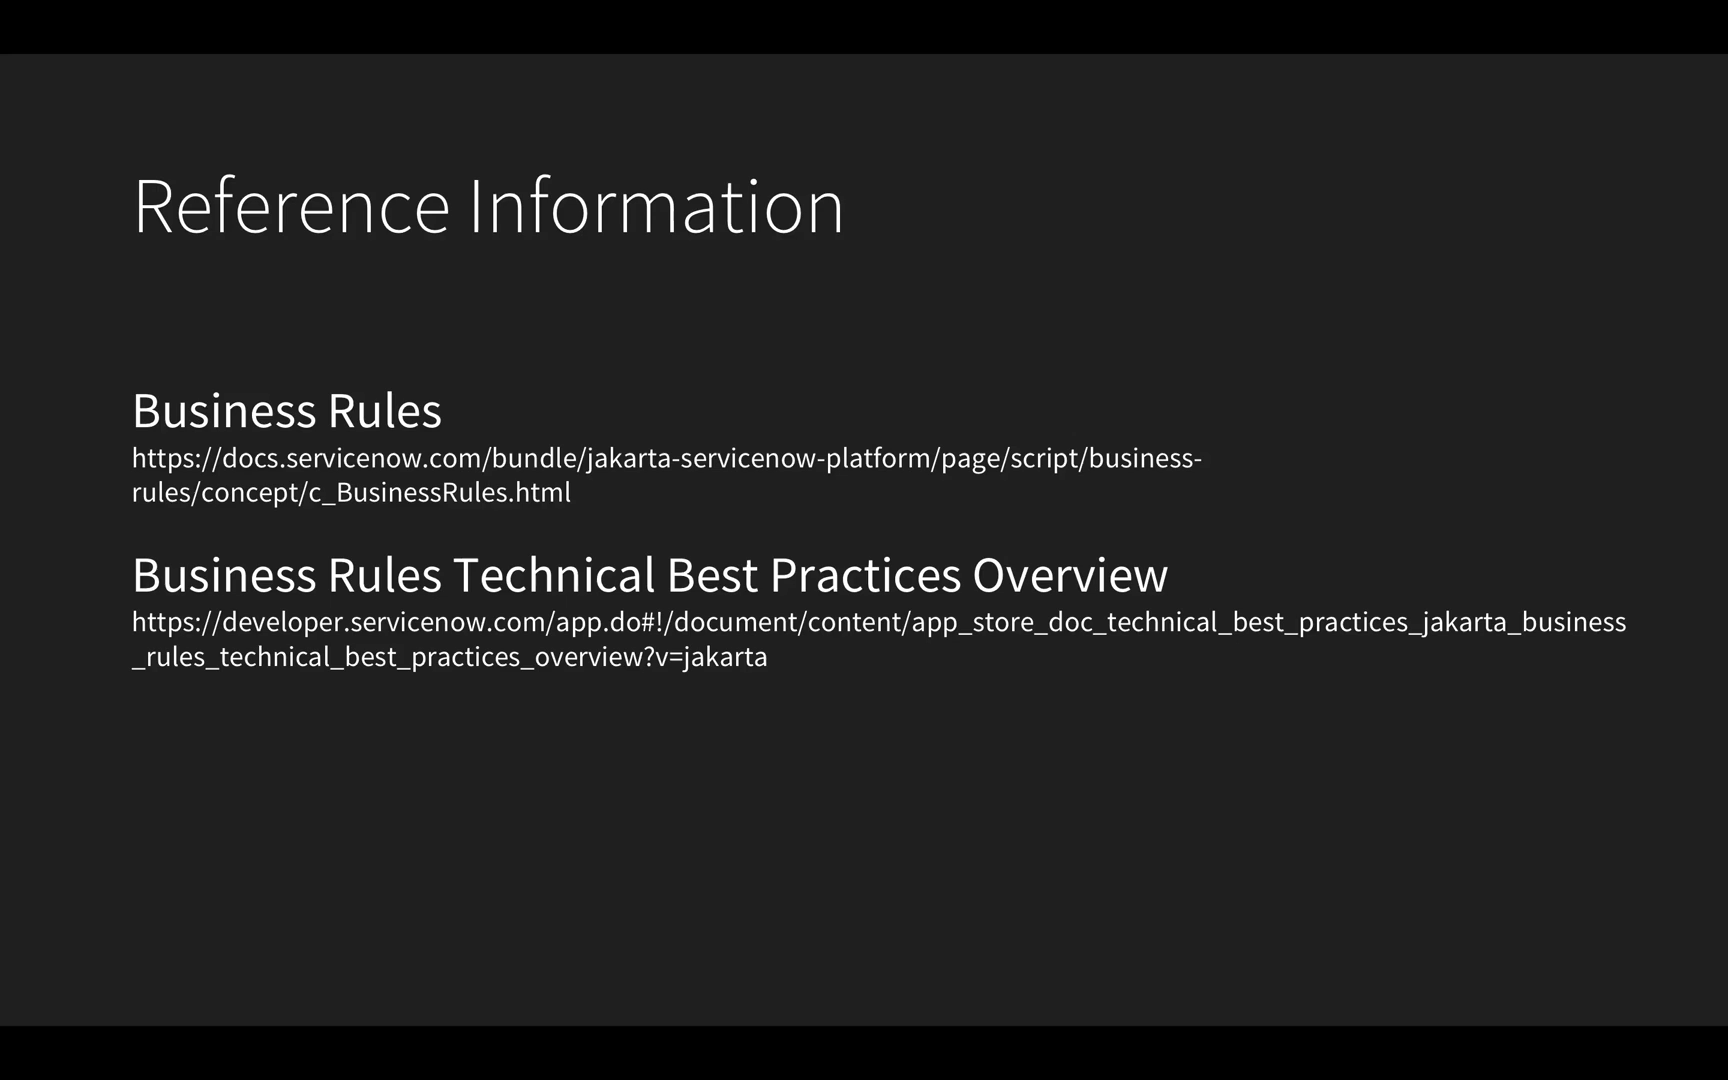 Reference Information
Business Rules
https://docs.servicenow.com/bundle/jakarta-servicenow-platform/page/script/business-
rules/concept/c_BusinessRules.html
Business Rules Technical Best Practices Overview
https://developer.servicenow.com/app.do#!/document/content/app_store_doc_technical_best_practices_jakarta_business
_rules_technical_best_practices_overview?v=jakarta